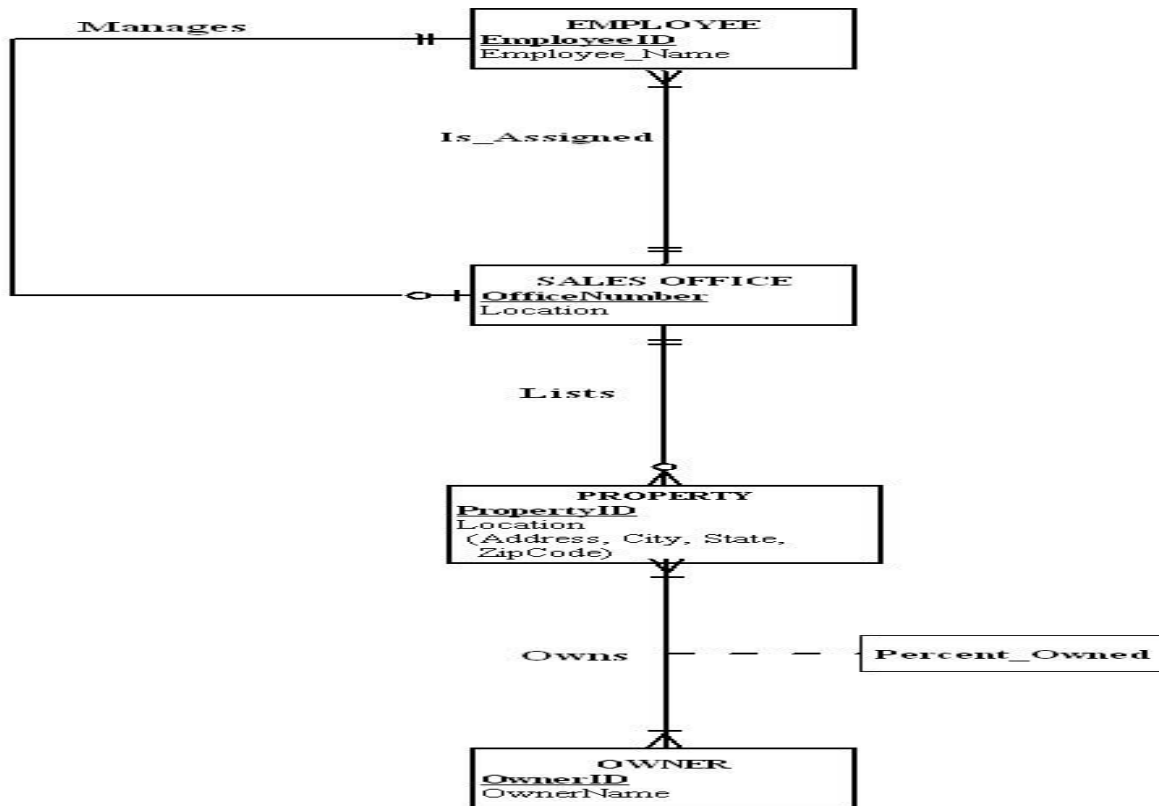 Manages
EMPLOYEE
EmployeeID
Employee_Name
Is_Assigned
SALES OFFICE
OfficeNumber
Location
Lists
PROPERTY
PropertyID
Location
(Address, City, State,
ZipCode)
Owns
Percent_Owned
OWNER
OwnerID
OwnerName